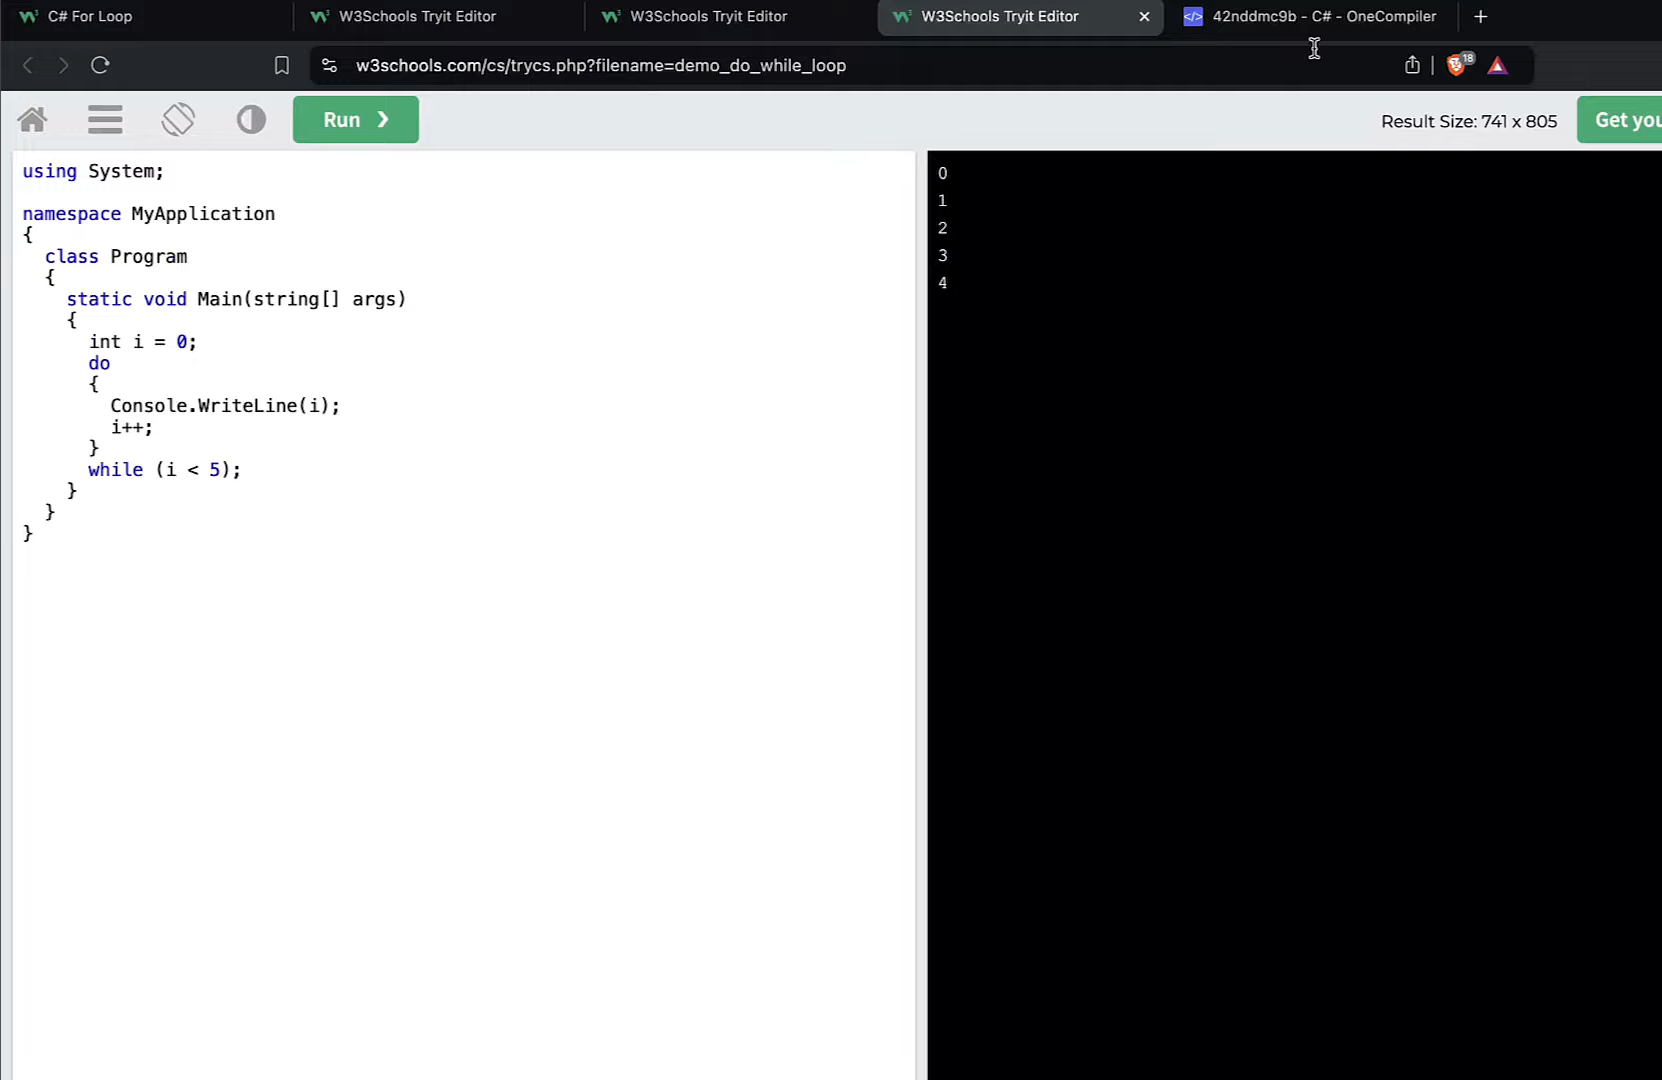 C# For Loop
W3Schools Tryit Editor
W3Schools Tryit Editor
W3Schools Tryit Editor
42nddmc9b - C# - OneCompiler
w3schools.com/cs/trycs.php?filename=demo_do_while_loop
18
Run ❯
Result Size: 741 x 805
Get you
using System;
namespace MyApplication
{
  class Program
  {
    static void Main(string[] args)
    {
      int i = 0;
      do
      {
        Console.WriteLine(i);
        i++;
      }
      while (i < 5);
    }
  }
}
0
1
2
3
4